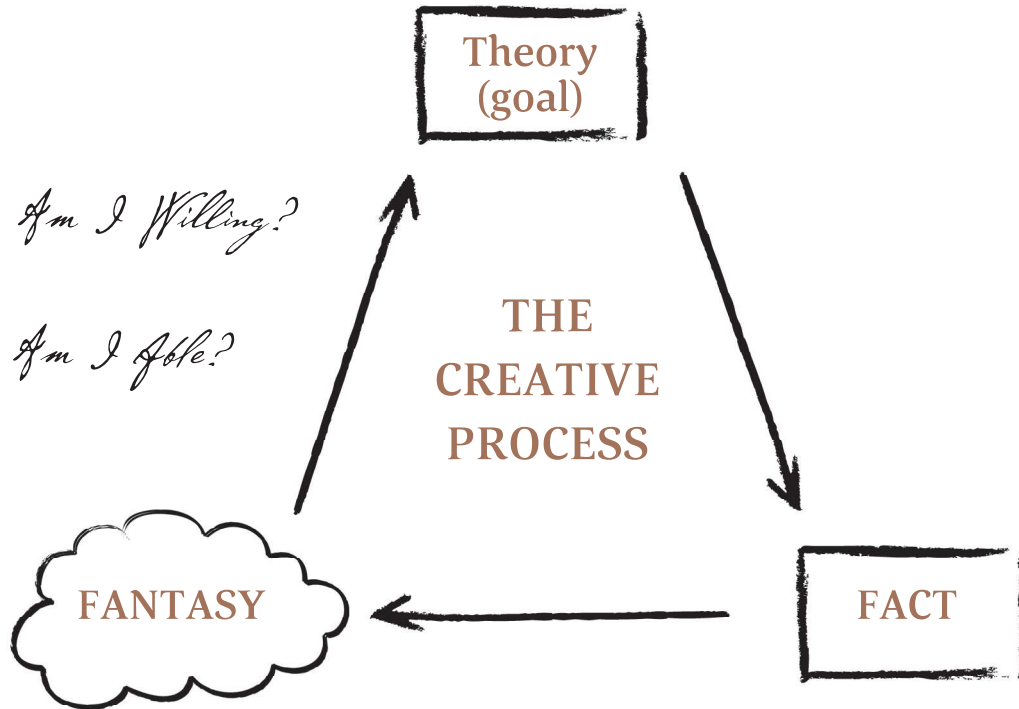 Theory
(goal)
Am I Willing?
Am I Able?
THE
CREATIVE
PROCESS
FANTASY
FACT